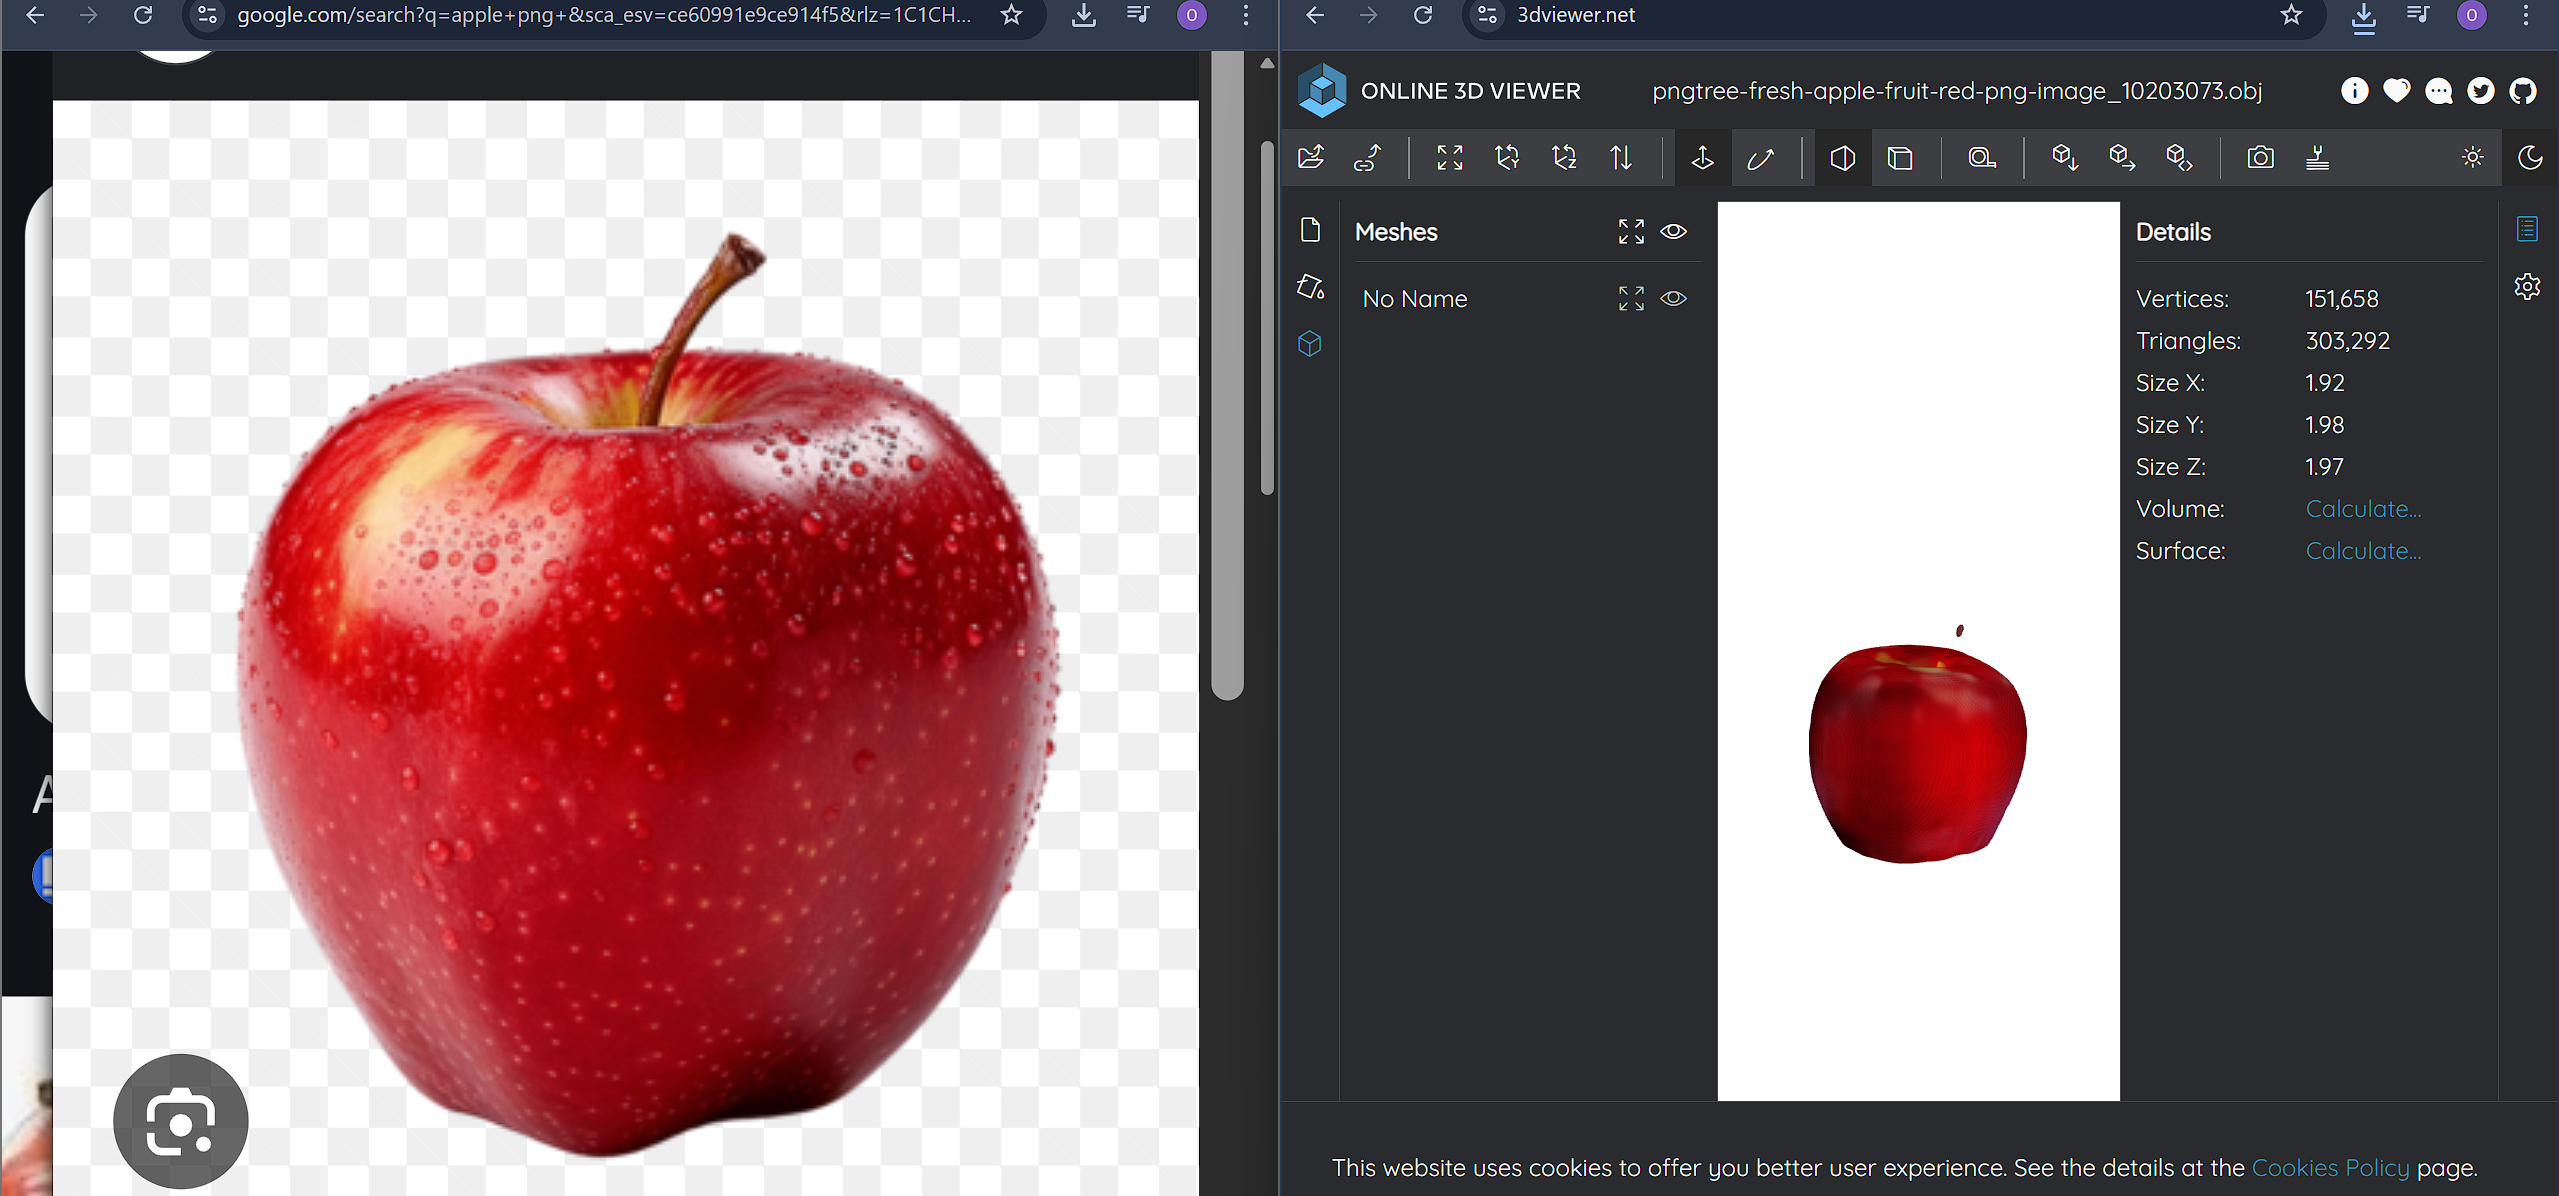 google.com/search?q=apple+png+&sca_esv=ce60991e9ce914f5&rlz=1C1CH...
O
3dviewer.net
O
ONLINE 3D VIEWER
pngtree-fresh-apple-fruit-red-png-image_10203073.obj
Meshes
No Name
Details
Vertices: 151,658
Triangles: 303,292
Size X: 1.92
Size Y: 1.98
Size Z: 1.97
Volume: Calculate...
Surface: Calculate...
A
This website uses cookies to offer you better user experience. See the details at the Cookies Policy page.